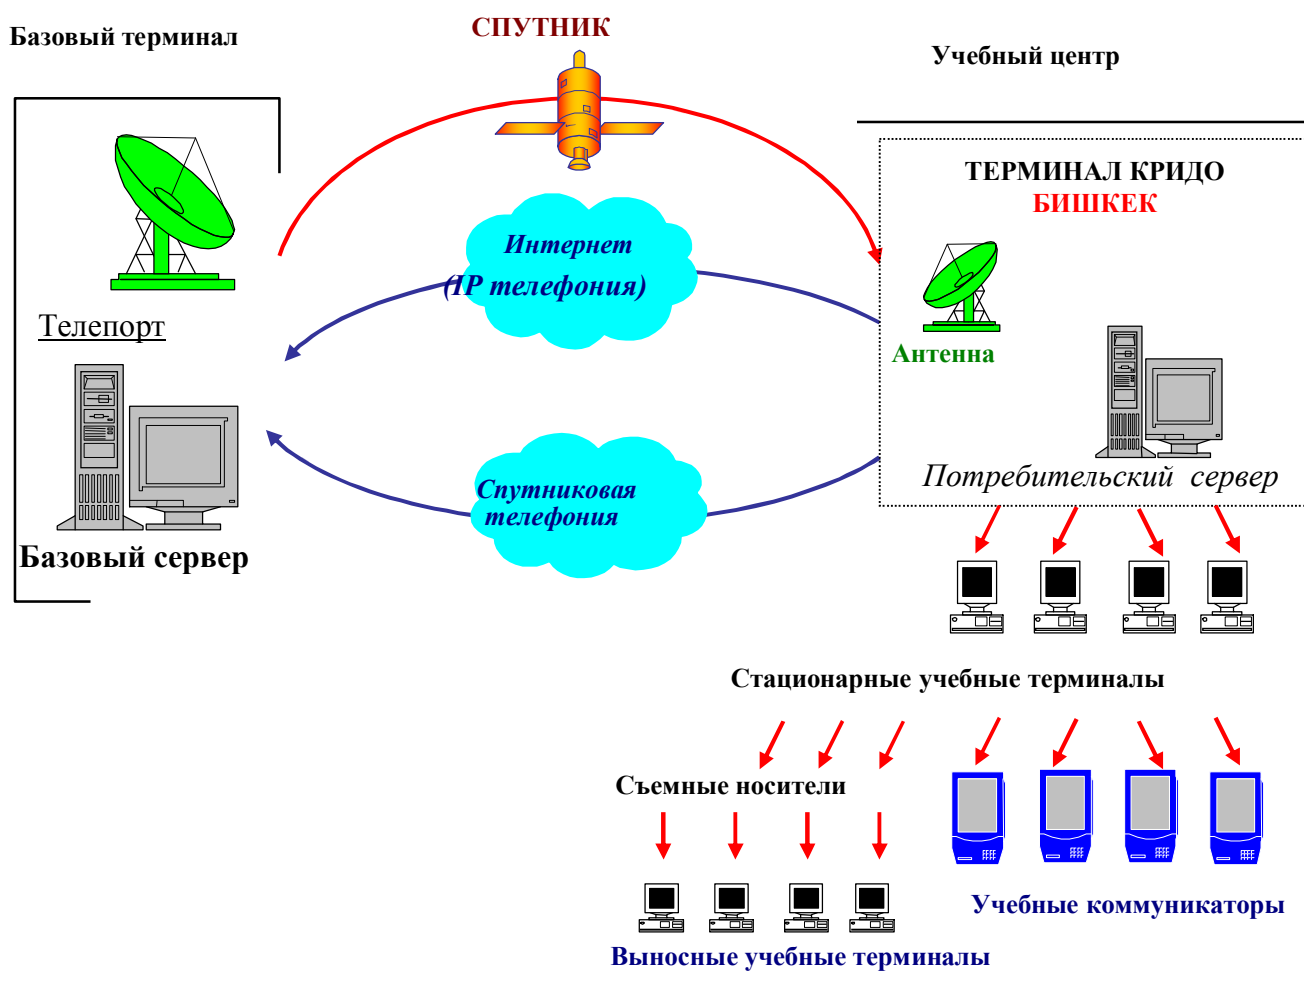 Базовый терминал
СПУТНИК
Учебный центр
ТЕРМИНАЛ КРИДО
БИШКЕК
Интернет
(IP телефония)
Телепорт
Антенна
Потребительский сервер
Спутниковая
телефония
Базовый сервер
Стационарные учебные терминалы
Съемные носители
Учебные коммуникаторы
Выносные учебные терминалы